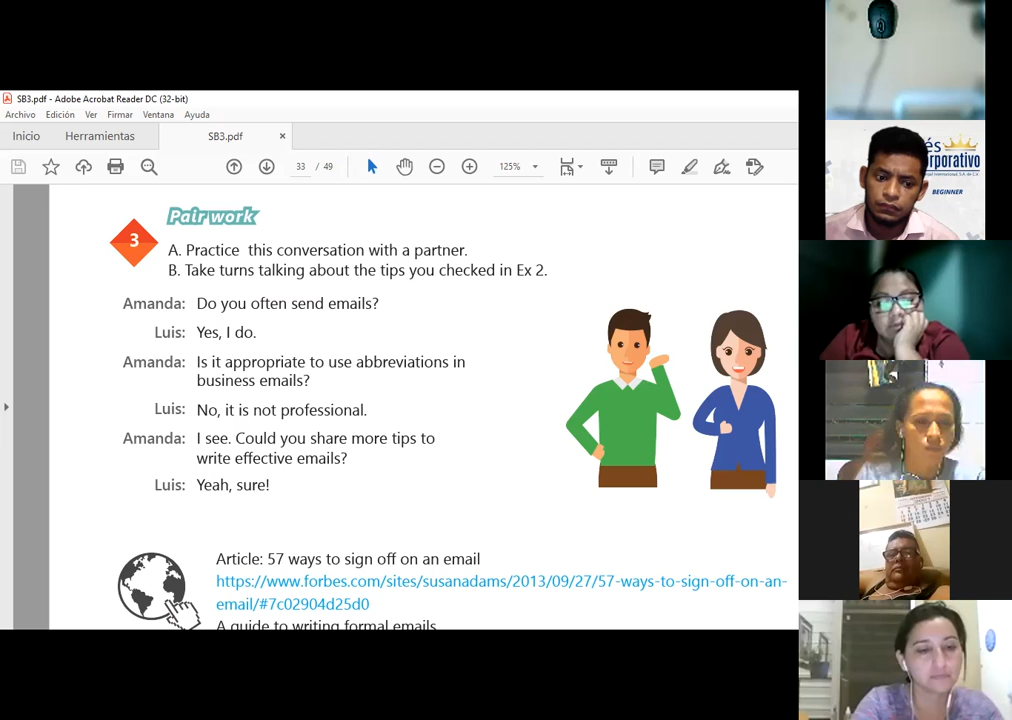 SB3.pdf - Adobe Acrobat Reader DC (32-bit)
Archivo Edición Ver Firmar Ventana Ayuda
Inicio Herramientas SB3.pdf ×
33 / 49 125%
Pair work
3
A. Practice this conversation with a partner.
B. Take turns talking about the tips you checked in Ex 2.
Amanda: Do you often send emails?
Luis: Yes, I do.
Amanda: Is it appropriate to use abbreviations in
business emails?
Luis: No, it is not professional.
Amanda: I see. Could you share more tips to
write effective emails?
Luis: Yeah, sure!
Article: 57 ways to sign off on an email
https://www.forbes.com/sites/susanadams/2013/09/27/57-ways-to-sign-off-on-an-
email/#7c02904d25d0
A guide to writing formal emails
és
orporativo
BEGINNER